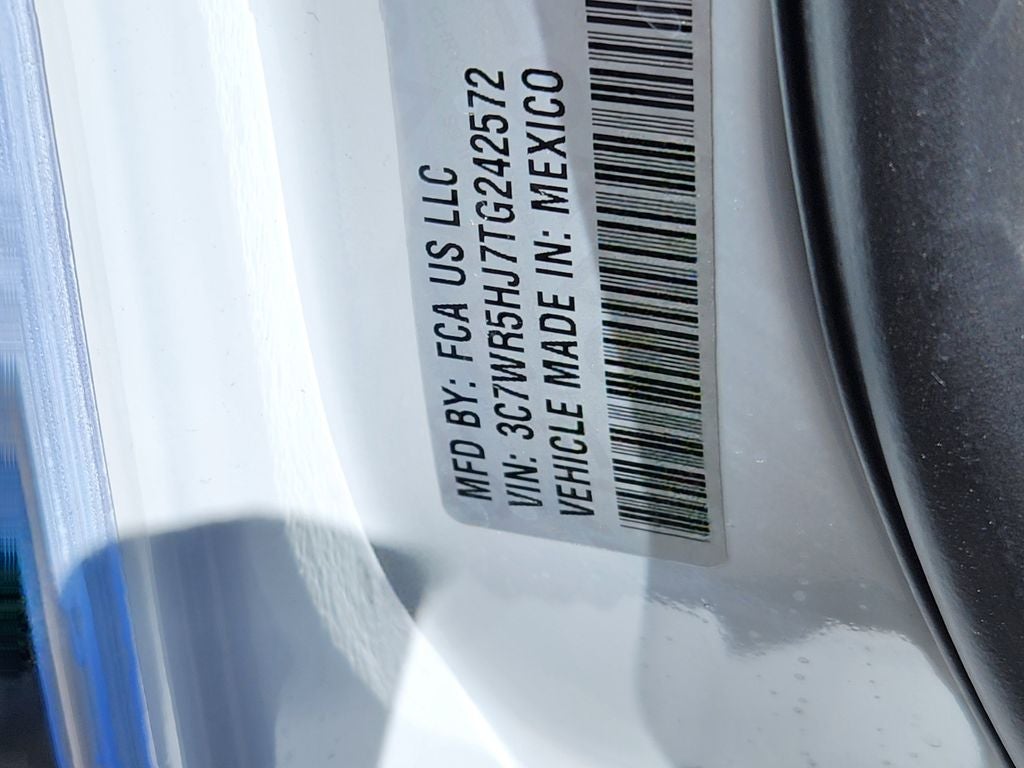 MFD BY: FCA US LLC
VIN: 3C7WR5HJ7TG242572
VEHICLE MADE IN: MEXICO